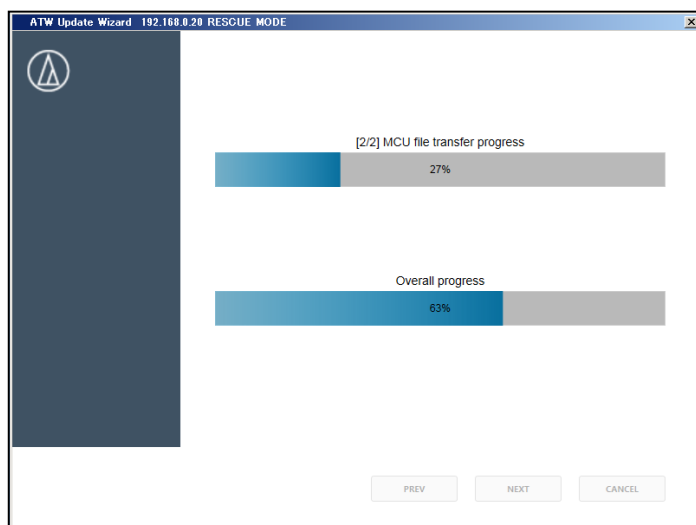 ATW Update Wizard 192.168.0.20 RESCUE MODE
[2/2] MCU file transfer progress
27%
Overall progress
63%
PREV NEXT CANCEL